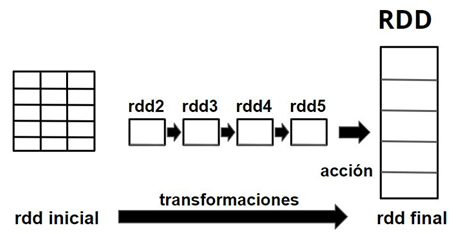 RDD
rdd2 rdd3 rdd4 rdd5
acción
transformaciones
rdd inicial
rdd final